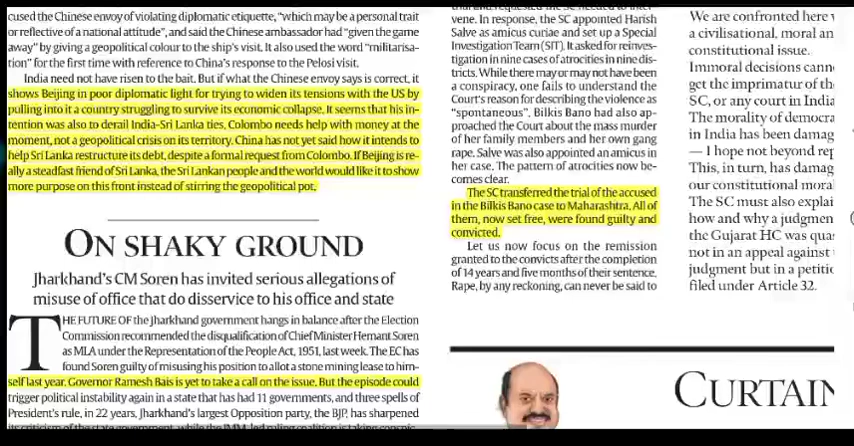 cused the Chinese envoy of violating diplomatic etiquette, "which may be a personal trait
or reflective of a national attitude", and said the Chinese ambassador had "given the game
away" by giving a geopolitical colour to the ship's visit. It also used the word "militarisa-
tion" for the first time with reference to China's response to the Pelosi visit.
India need not have risen to the bait. But if what the Chinese envoy says is correct, it
shows Beijing in poor diplomatic light for trying to widen its tensions with the US by
pulling into it a country struggling to survive its economic collapse. It seems that his in-
tention was also to derail India-Sri Lanka ties. Colombo needs help with money at the
moment, not a geopolitical crisis on its territory. China has not yet said how it intends to
help Sri Lanka restructure its debt, despite a formal request from Colombo. If Beijing is re-
ally a steadfast friend of Sri Lanka, the Sri Lankan people and the world would like it to show
more purpose on this front instead of stirring the geopolitical pot.
ON SHAKY GROUND
Jharkhand's CM Soren has invited serious allegations of
misuse of office that do disservice to his office and state
THE FUTURE OF the Jharkhand government hangs in balance after the Election
Commission recommended the disqualification of Chief Minister Hemant Soren
as MLA under the Representation of the People Act, 1951, last week. The EC has
found Soren guilty of misusing his position to allot a stone mining lease to him-
self last year. Governor Ramesh Bais is yet to take a call on the issue. But the episode could
trigger political instability again in a state that has had 11 governments, and three spells of
President's rule, in 22 years. Jharkhand's largest Opposition party, the BJP, has sharpened
its criticism of the state government, while the JMM-led ruling coalition is taking
vene. In response, the SC appointed Harish
Salve as amicus curiae and set up a Special
Investigation Team (SIT). It asked for reinves-
tigation in nine cases of atrocities in nine dis-
tricts. While there may or may not have been
a conspiracy, one fails to understand the
Court's reason for describing the violence as
"spontaneous". Bilkis Bano had also ap-
proached the Court about the mass murder
of her family members and her own gang
rape. Salve was also appointed an amicus in
her case. The pattern of atrocities now be-
comes clear.
The SC transferred the trial of the accused
in the Bilkis Bano case to Maharashtra. All of
them, now set free, were found guilty and
convicted.
Let us now focus on the remission
granted to the convicts after the completion
of 14 years and five months of their sentence.
Rape, by any reckoning, can never be said to
We are confronted here
a civilisational, moral an
constitutional issue.
Immoral decisions cann
get the imprimatur of th
SC, or any court in India
The morality of democra
in India has been damag
— I hope not beyond rep
This, in turn, has damag
our constitutional moral
The SC must also explai
how and why a judgmen
the Gujarat HC was quas
not in an appeal against
judgment but in a petitic
filed under Article 32.
CURTAIN